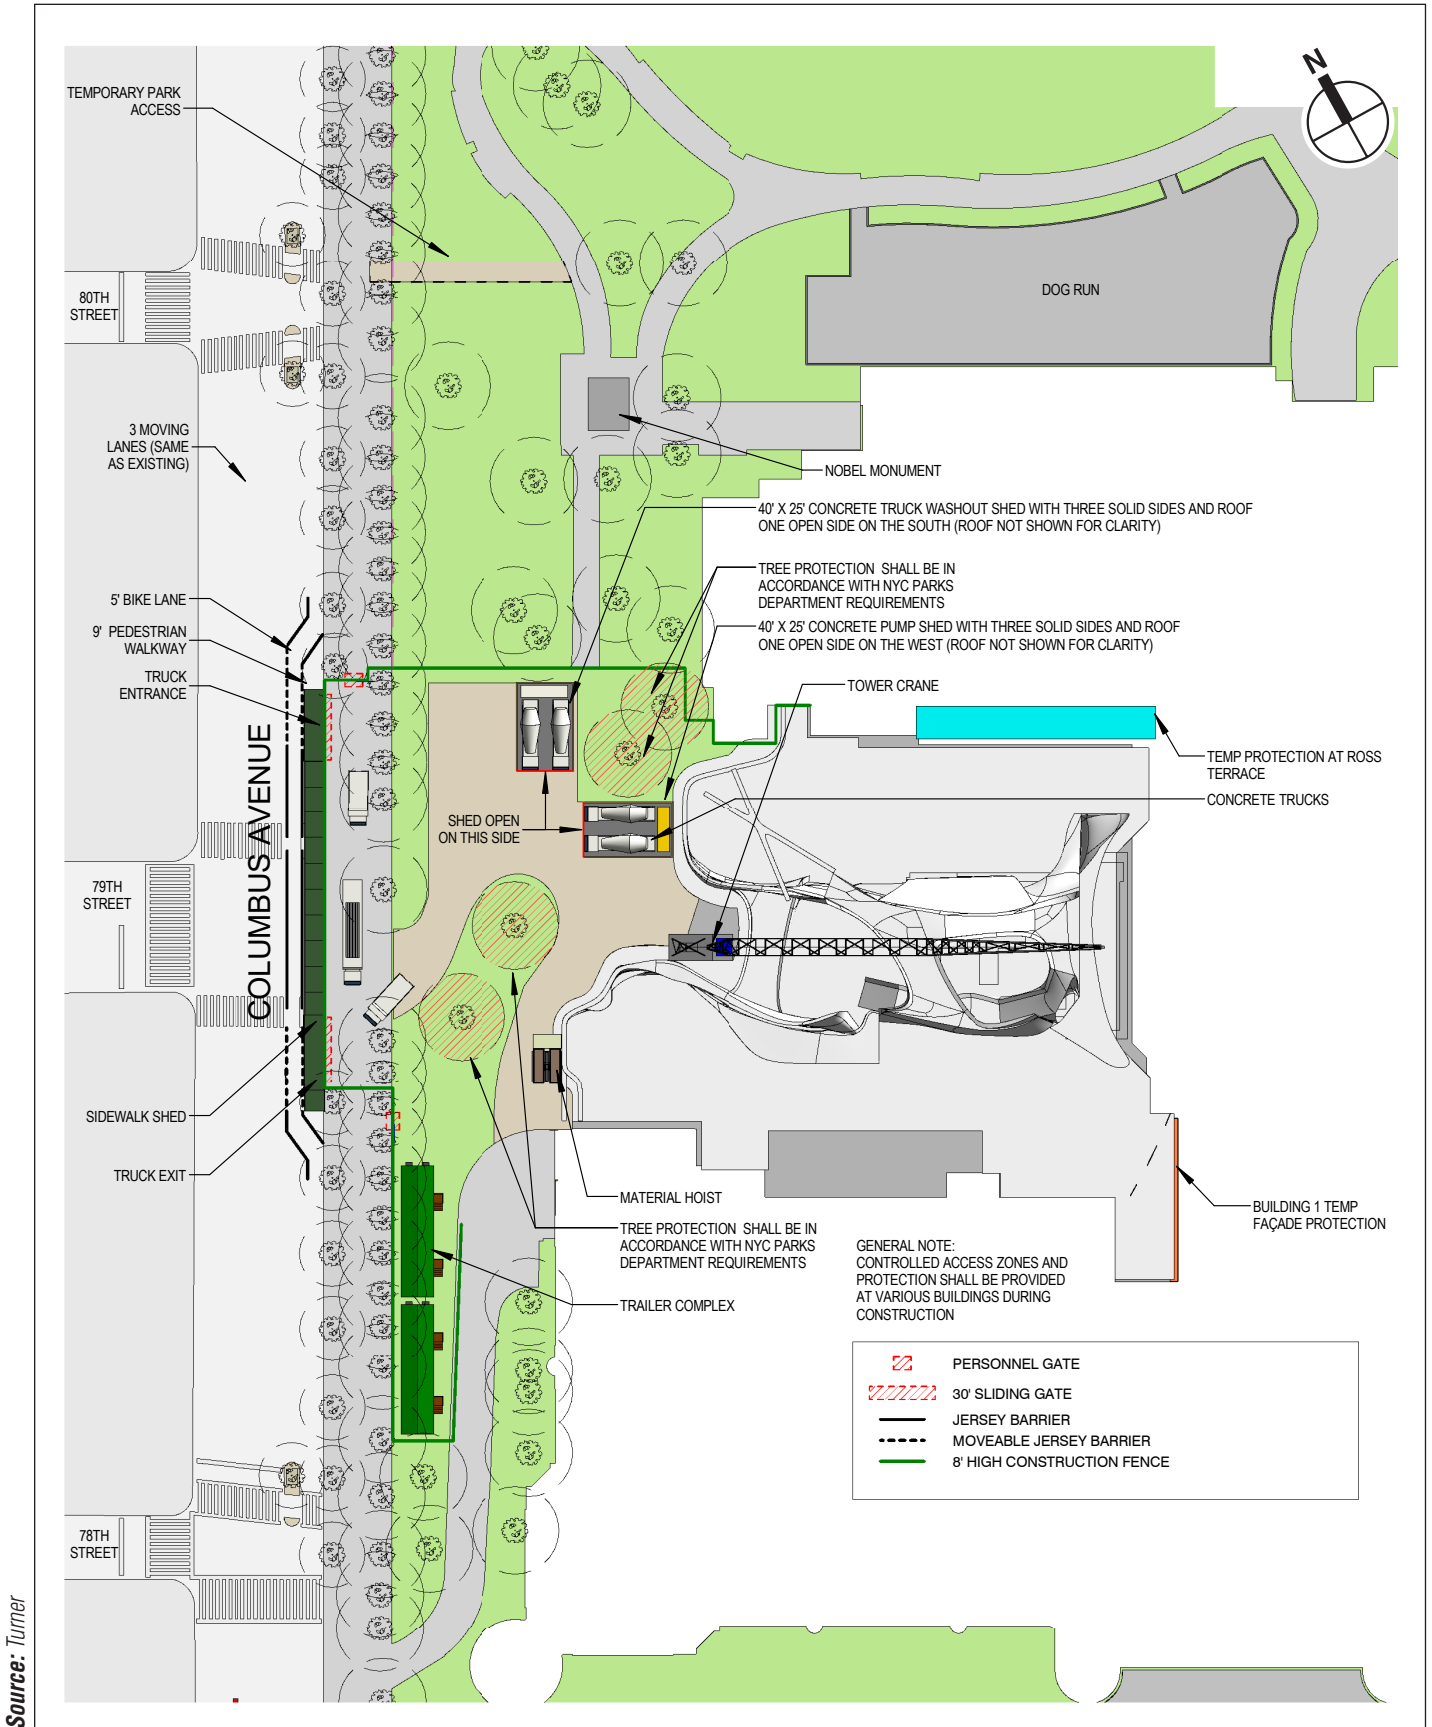 N
TEMPORARY PARK
ACCESS
80TH
STREET
DOG RUN
3 MOVING
LANES (SAME
AS EXISTING)
NOBEL MONUMENT
40' X 25' CONCRETE TRUCK WASHOUT SHED WITH THREE SOLID SIDES AND ROOF
ONE OPEN SIDE ON THE SOUTH (ROOF NOT SHOWN FOR CLARITY)
TREE PROTECTION SHALL BE IN
ACCORDANCE WITH NYC PARKS
DEPARTMENT REQUIREMENTS
5' BIKE LANE
9' PEDESTRIAN
WALKWAY
40' X 25' CONCRETE PUMP SHED WITH THREE SOLID SIDES AND ROOF
ONE OPEN SIDE ON THE WEST (ROOF NOT SHOWN FOR CLARITY)
TRUCK
ENTRANCE
TOWER CRANE
COLUMBUS AVENUE
TEMP PROTECTION AT ROSS
TERRACE
CONCRETE TRUCKS
SHED OPEN
ON THIS SIDE
79TH
STREET
SIDEWALK SHED
TRUCK EXIT
MATERIAL HOIST
TREE PROTECTION SHALL BE IN
ACCORDANCE WITH NYC PARKS
DEPARTMENT REQUIREMENTS
BUILDING 1 TEMP
FAÇADE PROTECTION
GENERAL NOTE:
CONTROLLED ACCESS ZONES AND
PROTECTION SHALL BE PROVIDED
AT VARIOUS BUILDINGS DURING
CONSTRUCTION
TRAILER COMPLEX
PERSONNEL GATE
30' SLIDING GATE
JERSEY BARRIER
MOVEABLE JERSEY BARRIER
8' HIGH CONSTRUCTION FENCE
78TH
STREET
Source: Turner